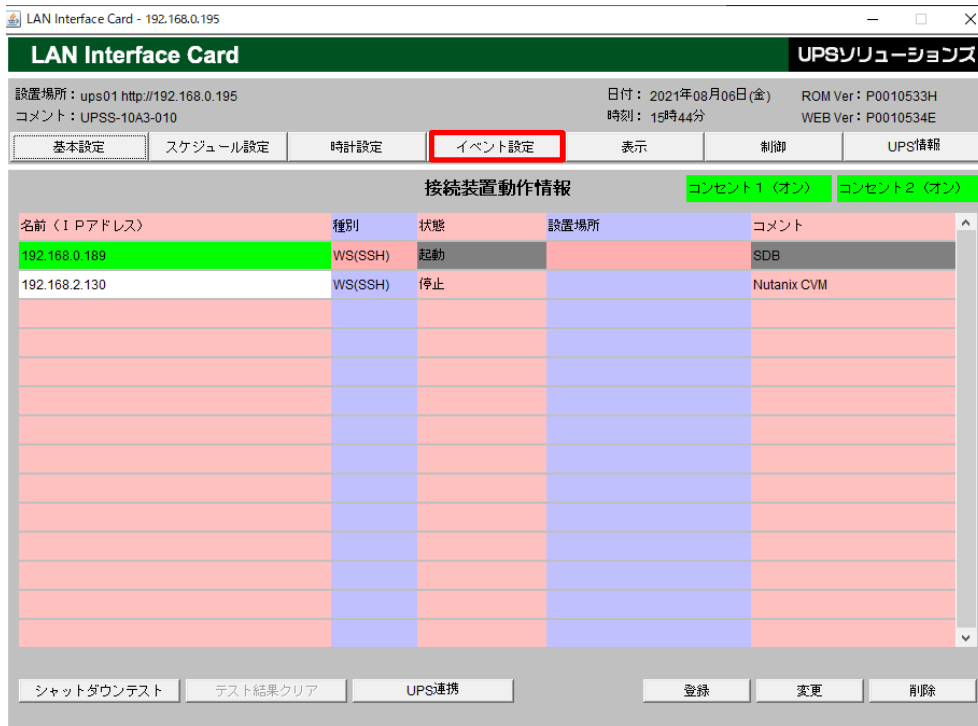 LAN Interface Card - 192.168.0.195
LAN Interface Card
UPSソリューションズ
設置場所： ups01 http://192.168.0.195
日付： 2021年08月06日(金)
ROM Ver： P0010533H
コメント： UPSS-10A3-010
時刻： 15時44分
WEB Ver： P0010534E
基本設定 スケジュール設定 時計設定 イベント設定 表示 制御 UPS情報
接続装置動作情報 コンセント１（オン） コンセント２（オン）
名前（ＩＰアドレス） 種別 状態 設置場所 コメント
192.168.0.189 WS(SSH) 起動 SDB
192.168.2.130 WS(SSH) 停止 Nutanix CVM
シャットダウンテスト テスト結果クリア UPS連携 登録 変更 削除